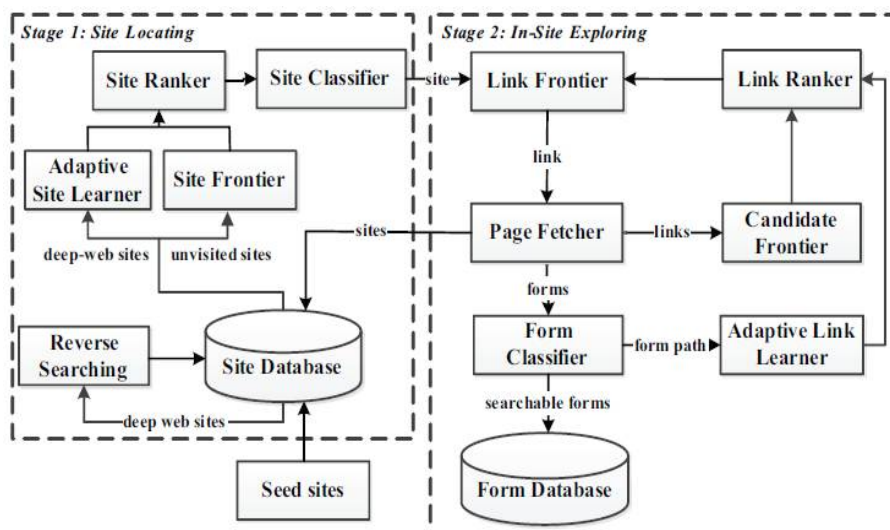 Stage 1: Site Locating
Stage 2: In-Site Exploring
Site Ranker
Site Classifier
site
Link Frontier
Link Ranker
link
Adaptive
Site Learner
Site Frontier
deep-web sites
unvisited sites
sites
Page Fetcher
links
Candidate
Frontier
forms
Reverse
Searching
Site Database
Form
Classifier
form path
Adaptive Link
Learner
deep web sites
searchable forms
Seed sites
Form Database